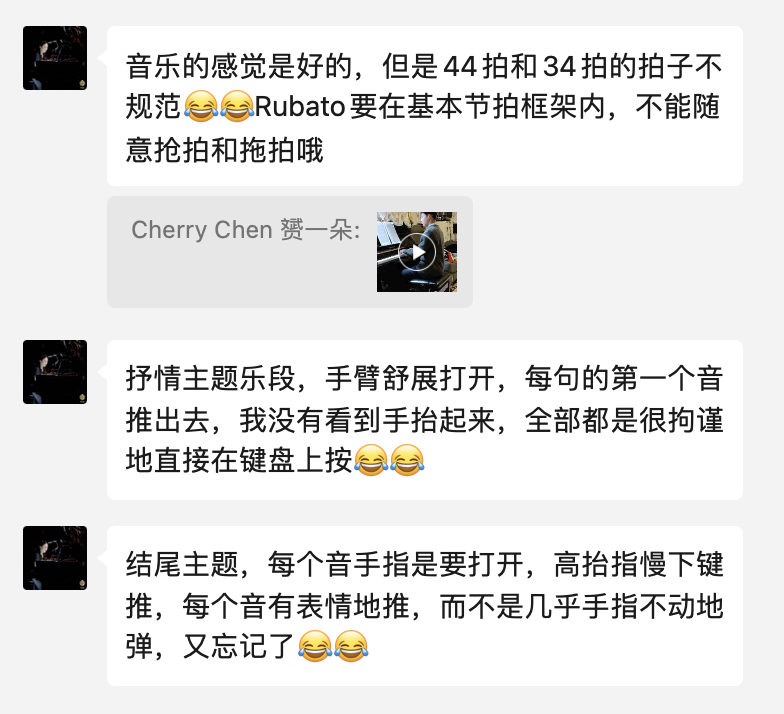 音乐的感觉是好的，但是44拍和34拍的拍子不
规范😂😂Rubato要在基本节拍框架内，不能随
意抢拍和拖拍哦
Cherry Chen 赟一朵:
抒情主题乐段，手臂舒展打开，每句的第一个音
推出去，我没有看到手抬起来，全部都是很拘谨
地直接在键盘上按😂😂
结尾主题，每个音手指是要打开，高抬指慢下键
推，每个音有表情地推，而不是几乎手指不动地
弹，又忘记了😂😂